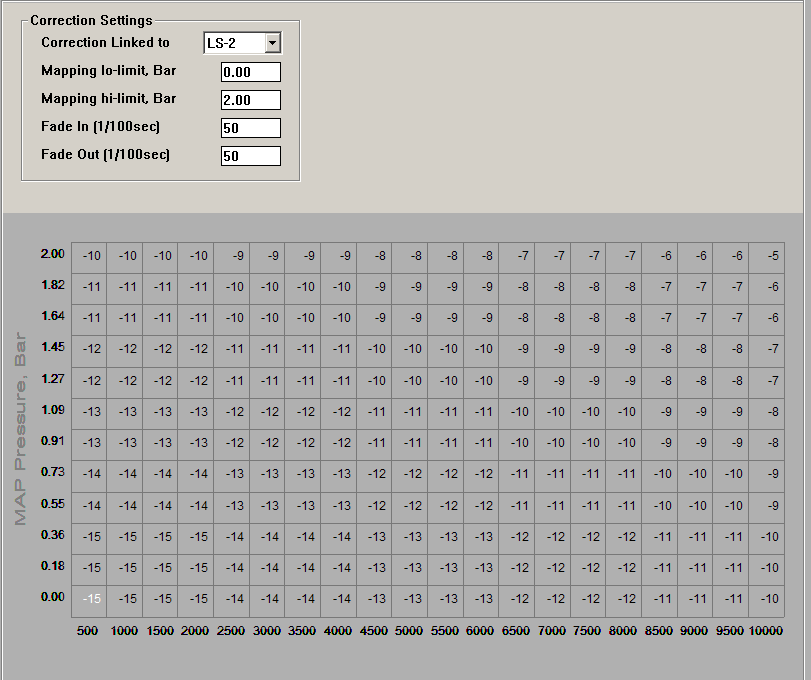 Correction Settings
Correction Linked to LS-2
Mapping lo-limit, Bar 0.00
Mapping hi-limit, Bar 2.00
Fade In (1/100sec) 50
Fade Out (1/100sec) 50
MAP Pressure, Bar
2.00 -10 -10 -10 -10 -9 -9 -9 -9 -8 -8 -8 -8 -7 -7 -7 -7 -6 -6 -6 -5
1.82 -11 -11 -11 -11 -10 -10 -10 -10 -9 -9 -9 -9 -8 -8 -8 -8 -7 -7 -7 -6
1.64 -11 -11 -11 -11 -10 -10 -10 -10 -9 -9 -9 -9 -8 -8 -8 -8 -7 -7 -7 -6
1.45 -12 -12 -12 -12 -11 -11 -11 -11 -10 -10 -10 -10 -9 -9 -9 -9 -8 -8 -8 -7
1.27 -12 -12 -12 -12 -11 -11 -11 -11 -10 -10 -10 -10 -9 -9 -9 -9 -8 -8 -8 -7
1.09 -13 -13 -13 -13 -12 -12 -12 -12 -11 -11 -11 -11 -10 -10 -10 -10 -9 -9 -9 -8
0.91 -13 -13 -13 -13 -12 -12 -12 -12 -11 -11 -11 -11 -10 -10 -10 -10 -9 -9 -9 -8
0.73 -14 -14 -14 -14 -13 -13 -13 -13 -12 -12 -12 -12 -11 -11 -11 -11 -10 -10 -10 -9
0.55 -14 -14 -14 -14 -13 -13 -13 -13 -12 -12 -12 -12 -11 -11 -11 -11 -10 -10 -10 -9
0.36 -15 -15 -15 -15 -14 -14 -14 -14 -13 -13 -13 -13 -12 -12 -12 -12 -11 -11 -11 -10
0.18 -15 -15 -15 -15 -14 -14 -14 -14 -13 -13 -13 -13 -12 -12 -12 -12 -11 -11 -11 -10
0.00 -15 -15 -15 -15 -14 -14 -14 -14 -13 -13 -13 -13 -12 -12 -12 -12 -11 -11 -11 -10
500 1000 1500 2000 2500 3000 3500 4000 4500 5000 5500 6000 6500 7000 7500 8000 8500 9000 9500 10000